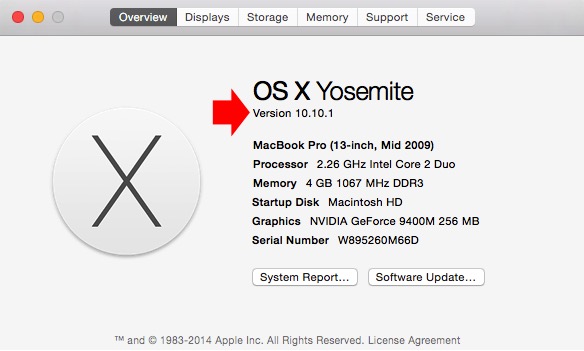 Overview Displays Storage Memory Support Service
OS X Yosemite
Version 10.10.1
MacBook Pro (13-inch, Mid 2009)
Processor 2.26 GHz Intel Core 2 Duo
Memory 4 GB 1067 MHz DDR3
Startup Disk Macintosh HD
Graphics NVIDIA GeForce 9400M 256 MB
Serial Number W895260M66D
System Report... Software Update...
™ and © 1983-2014 Apple Inc. All Rights Reserved. License Agreement